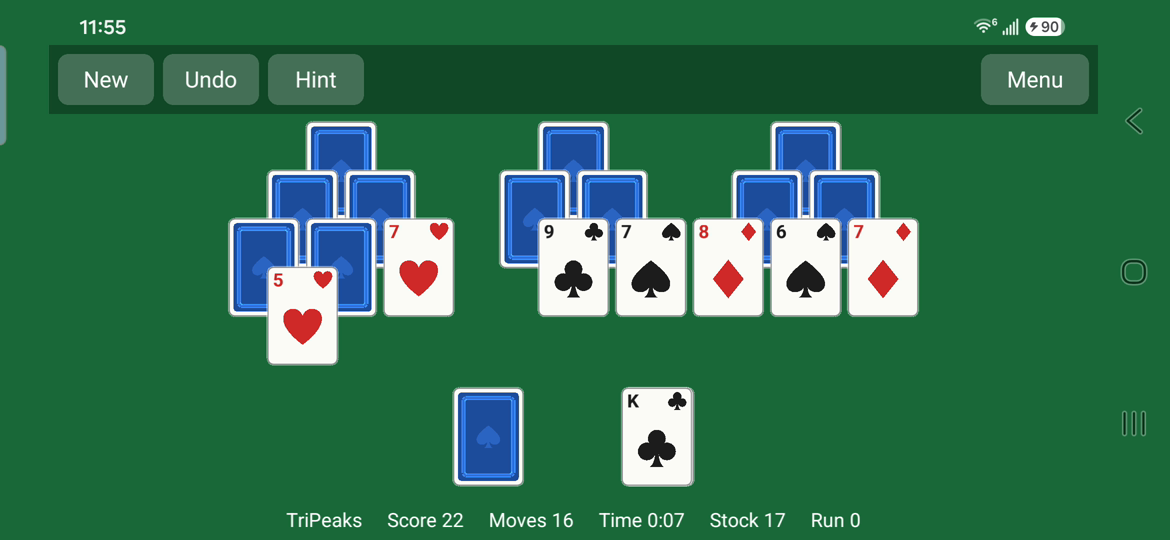 11:55 6 90
New Undo Hint Menu
7 9 7 8 6 7
5
K
TriPeaks Score 22 Moves 16 Time 0:07 Stock 17 Run 0